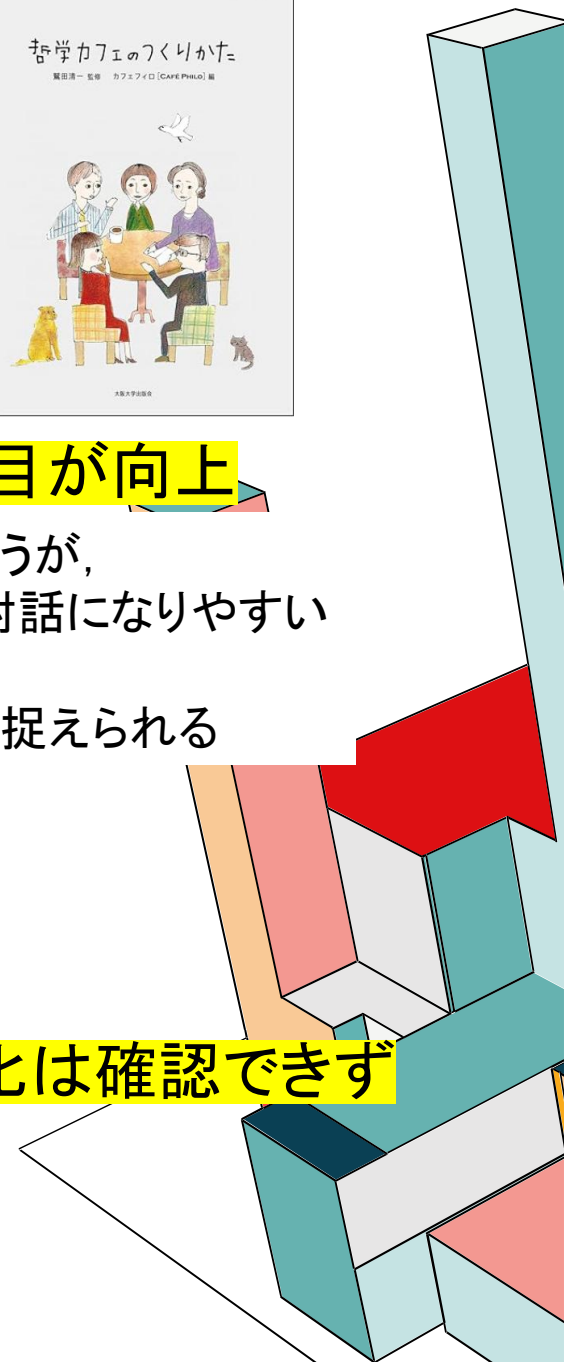 哲学カフェのつくりかた
鷲田清一 監修 カフェフィロ[CAFÉ PHILO] 編
大阪大学出版会
目が向上
うが,
対話になりやすい
捉えられる
は確認できず